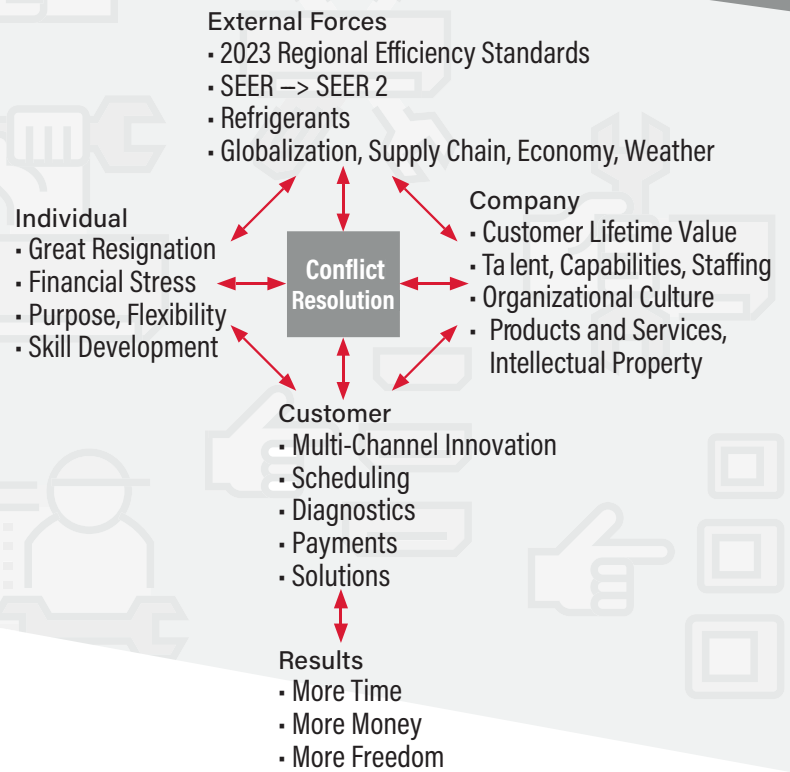 External Forces
· 2023 Regional Efficiency Standards
· SEER —> SEER 2
· Refrigerants
· Globalization, Supply Chain, Economy, Weather
Individual
· Great Resignation
· Financial Stress
· Purpose, Flexibility
· Skill Development
Conflict
Resolution
Company
· Customer Lifetime Value
· Talent, Capabilities, Staffing
· Organizational Culture
· Products and Services,
Intellectual Property
Customer
· Multi-Channel Innovation
· Scheduling
· Diagnostics
· Payments
· Solutions
Results
· More Time
· More Money
· More Freedom